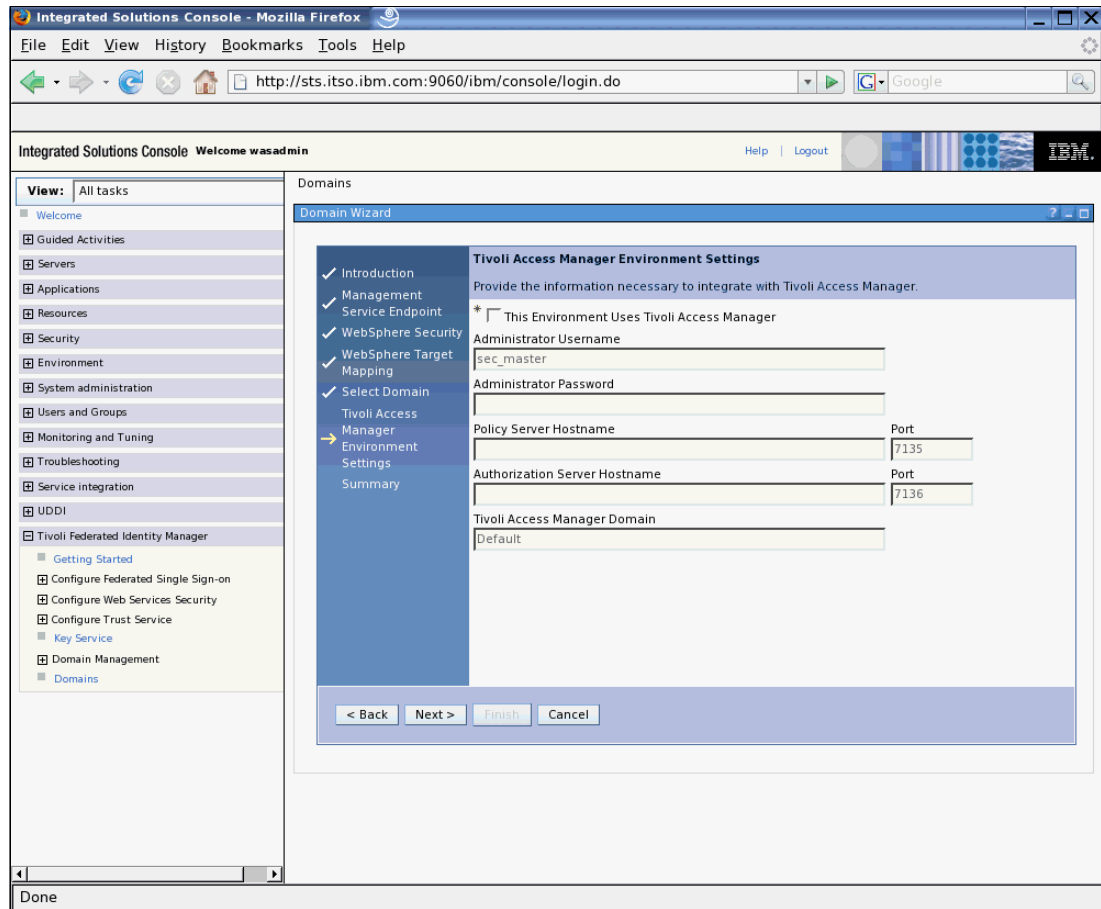 Integrated Solutions Console - Mozilla Firefox
File Edit View History Bookmarks Tools Help
http://sts.itso.ibm.com:9060/ibm/console/login.do
G Google
Integrated Solutions Console Welcome wasadmin
Help | Logout
IBM.
View: All tasks
Welcome
Guided Activities
Servers
Applications
Resources
Security
Environment
System administration
Users and Groups
Monitoring and Tuning
Troubleshooting
Service integration
UDDI
Tivoli Federated Identity Manager
Getting Started
Configure Federated Single Sign-on
Configure Web Services Security
Configure Trust Service
Key Service
Domain Management
Domains
Domains
Domain Wizard
?
Introduction
Management
Service Endpoint
WebSphere Security
WebSphere Target
Mapping
Select Domain
Tivoli Access
Manager
Environment
Settings
Summary
Tivoli Access Manager Environment Settings
Provide the information necessary to integrate with Tivoli Access Manager.
* This Environment Uses Tivoli Access Manager
Administrator Username
sec_master
Administrator Password
Policy Server Hostname Port
7135
Authorization Server Hostname Port
7136
Tivoli Access Manager Domain
Default
< Back Next > Finish Cancel
Done